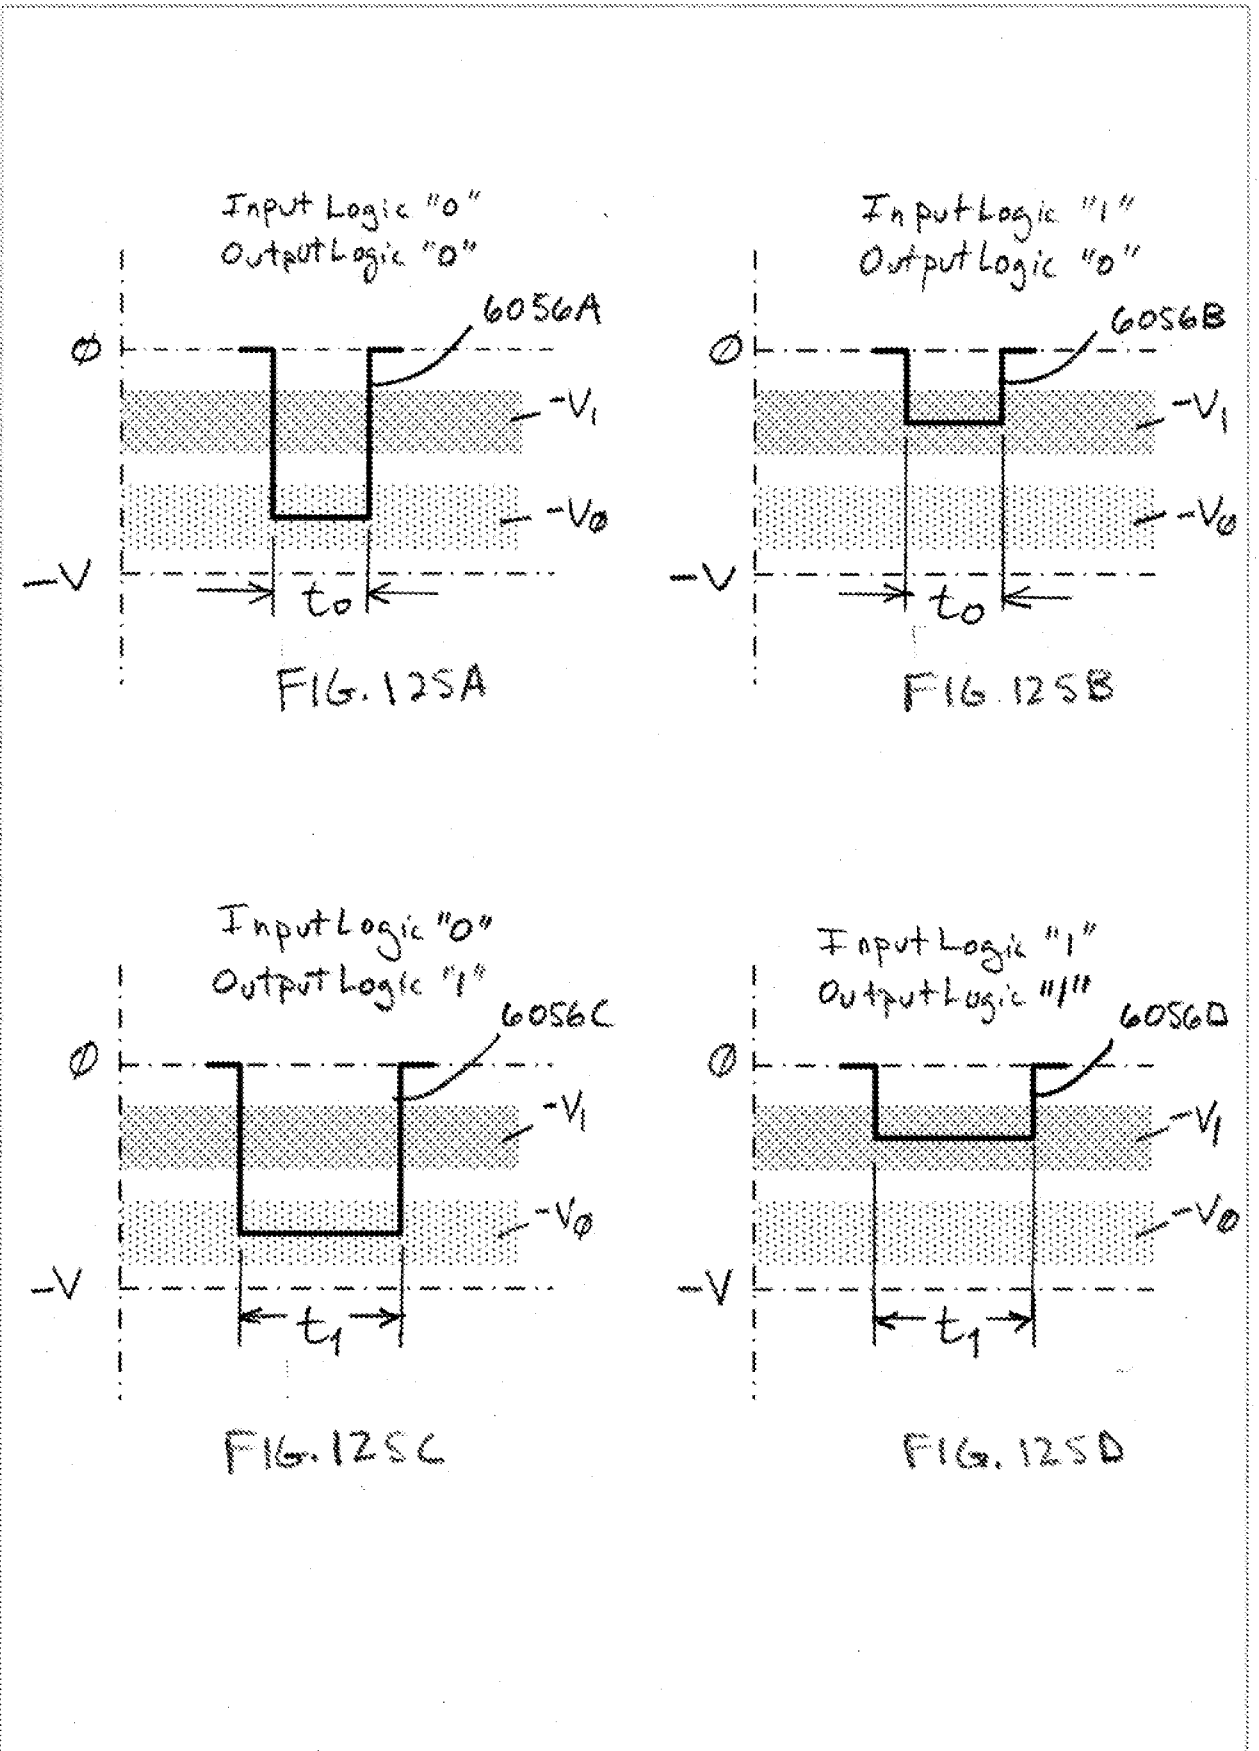 Input Logic "0"
Output Logic "0"
6056A
Ø
-V₁
-VØ
-V
t₀
FIG. 125A
Input Logic "1"
Output Logic "0"
6056B
Ø
-V₁
-VØ
-V
t₀
FIG. 125B
Input Logic "0"
Output Logic "1"
6056C
Ø
-V₁
-VØ
-V
t₁
FIG. 125C
Input Logic "1"
Output Logic "1"
6056D
Ø
-V₁
-VØ
-V
t₁
FIG. 125D